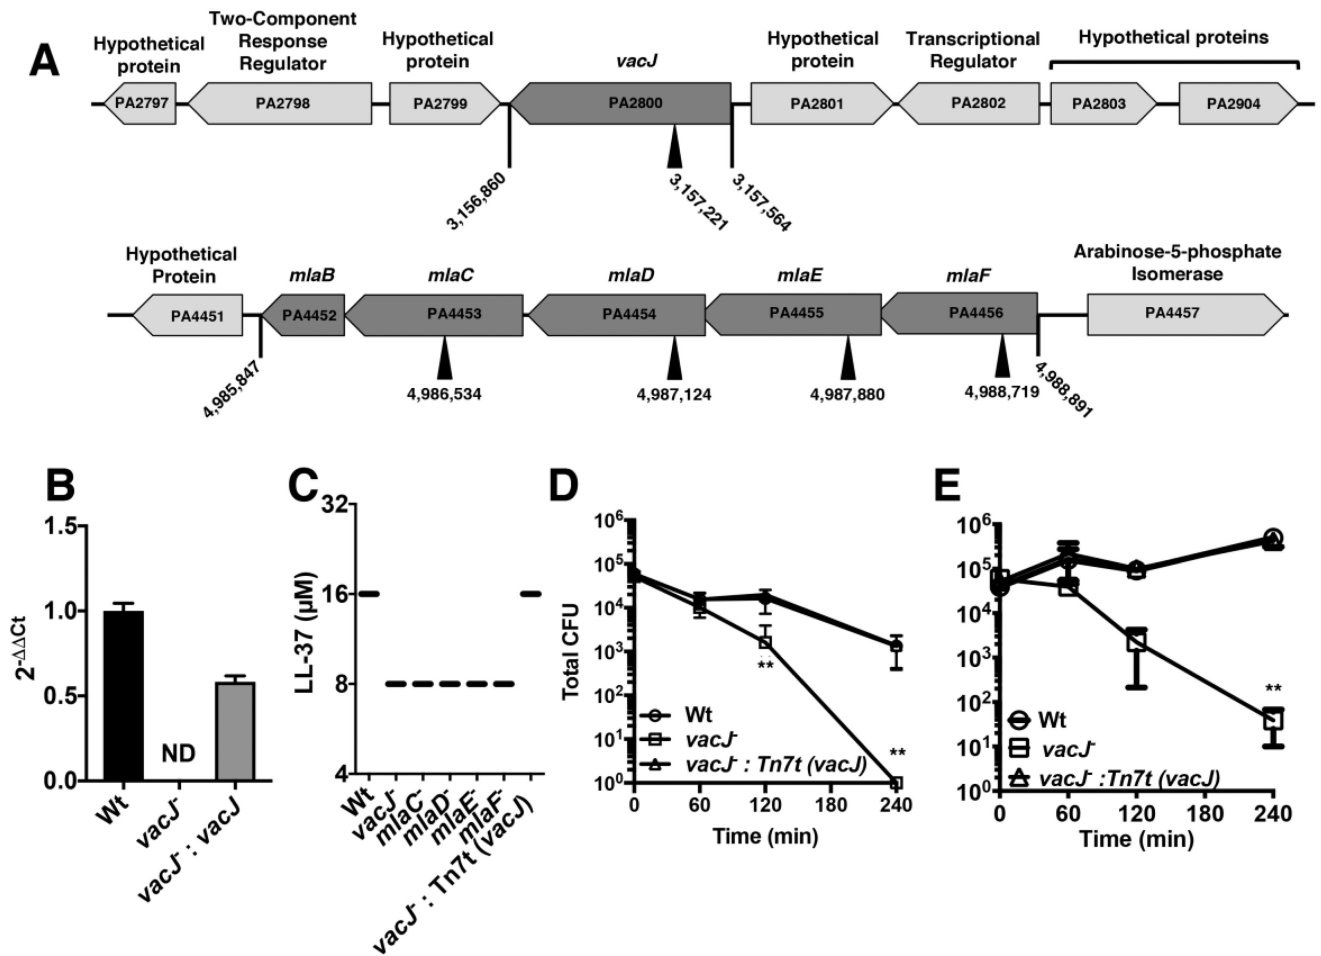 A
Hypothetical protein
Two-Component Response Regulator
Hypothetical protein
vacJ
Hypothetical protein
Transcriptional Regulator
Hypothetical proteins
PA2797 PA2798 PA2799 PA2800 PA2801 PA2802 PA2803 PA2904
3,156,860
3,157,221
3,157,564
Hypothetical Protein
mlaB
mlaC
mlaD
mlaE
mlaF
Arabinose-5-phosphate Isomerase
PA4451 PA4452 PA4453 PA4454 PA4455 PA4456 PA4457
4,985,847
4,986,534
4,987,124
4,987,880
4,988,719
4,988,891
B
2-ΔΔCt
1.5
1.0
0.5
0.0
ND
Wt
vacJ-
vacJ- : vacJ
C
LL-37 (µM)
32
16
8
4
Wt
vacJ-
mlaC-
mlaD-
mlaE-
mlaF-
vacJ- : Tn7t (vacJ)
D
Total CFU
10^6
10^5
10^4
10^3
10^2
10^1
10^0
**
**
Wt
vacJ-
vacJ- : Tn7t (vacJ)
0 60 120 180 240
Time (min)
E
10^6
10^5
10^4
10^3
10^2
10^1
10^0
**
Wt
vacJ-
vacJ- :Tn7t (vacJ)
0 60 120 180 240
Time (min)